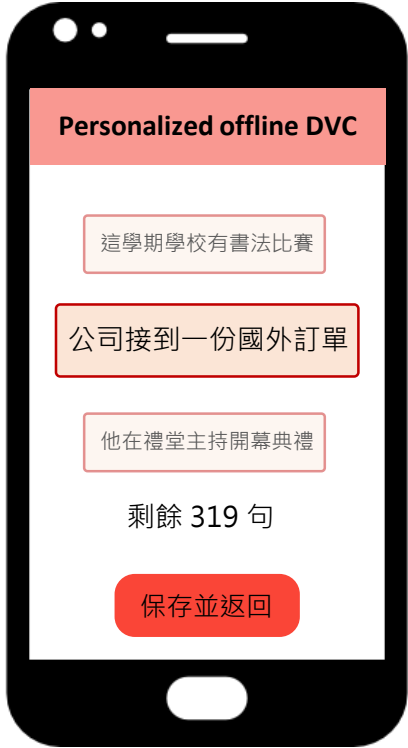 Personalized offline DVC
這學期學校有書法比賽
公司接到一份國外訂單
他在禮堂主持開幕典禮
剩餘 319 句
保存並返回